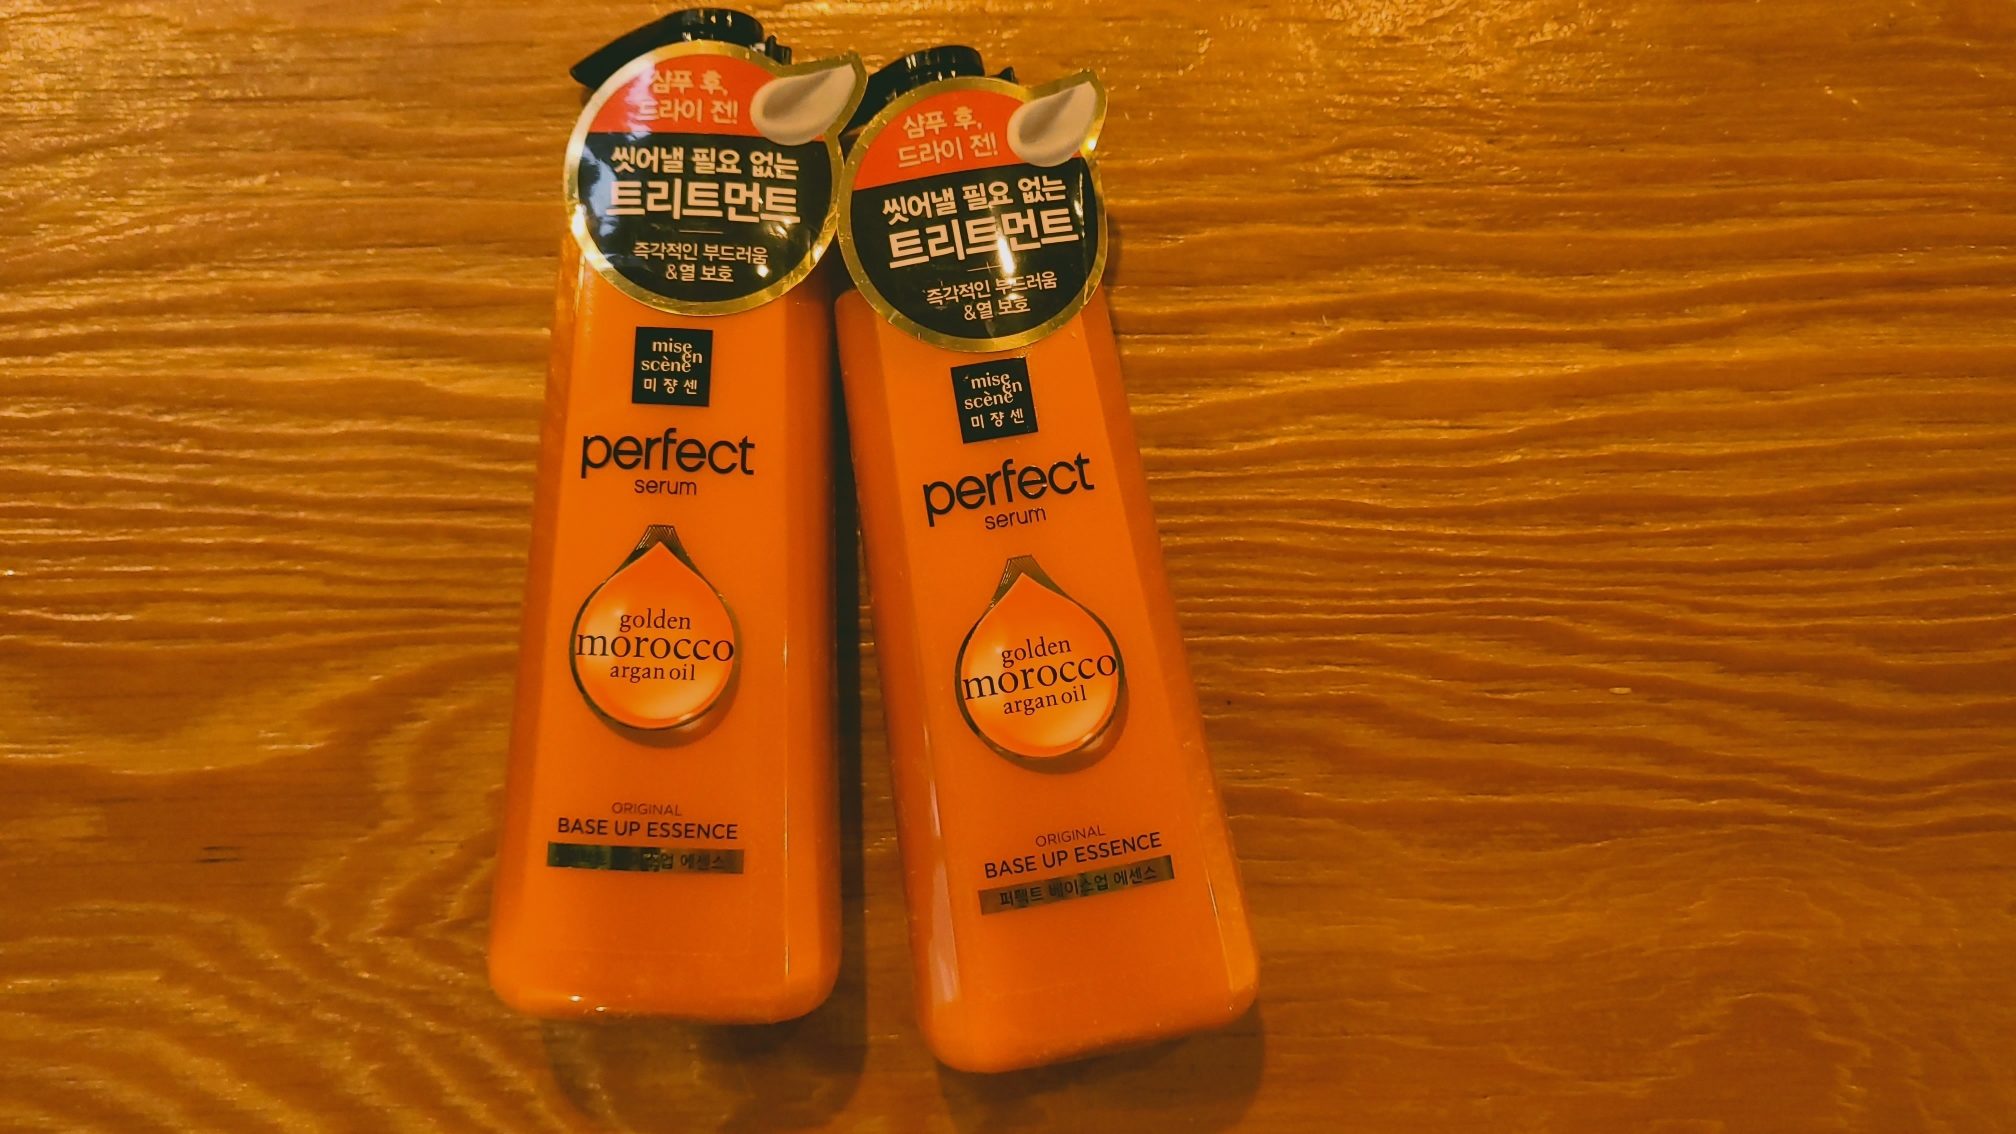 샴푸 후,
드라이 전!
씻어낼 필요 없는
트리트먼트
즉각적인 부드러움
&열 보호
mise
en
scène
미쟝센
perfect
serum
golden
morocco
argan oil
ORIGINAL
BASE UP ESSENCE
에센스
샴푸 후,
드라이 전!
씻어낼 필요 없는
트리트먼트
즉각적인 부드러움
&열 보호
mise
en
scène
미쟝센
perfect
serum
golden
morocco
argan oil
ORIGINAL
BASE UP ESSENCE
퍼펙트 베이스업 에센스